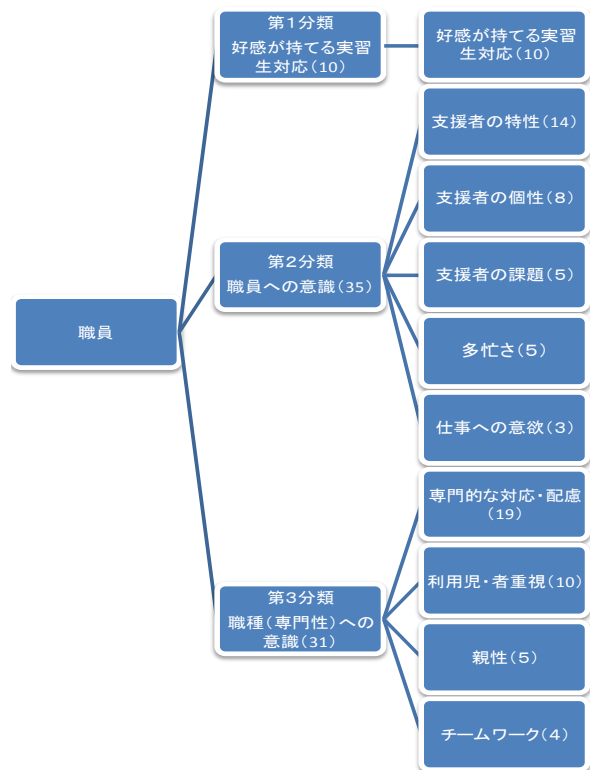 職員
第1分類
好感が持てる実習
生対応(10)
第2分類
職員への意識(35)
第3分類
職種(専門性)への
意識(31)
好感が持てる実習
生対応(10)
支援者の特性(14)
支援者の個性(8)
支援者の課題(5)
多忙さ(5)
仕事への意欲(3)
専門的な対応・配慮
(19)
利用児・者重視(10)
親性(5)
チームワーク(4)